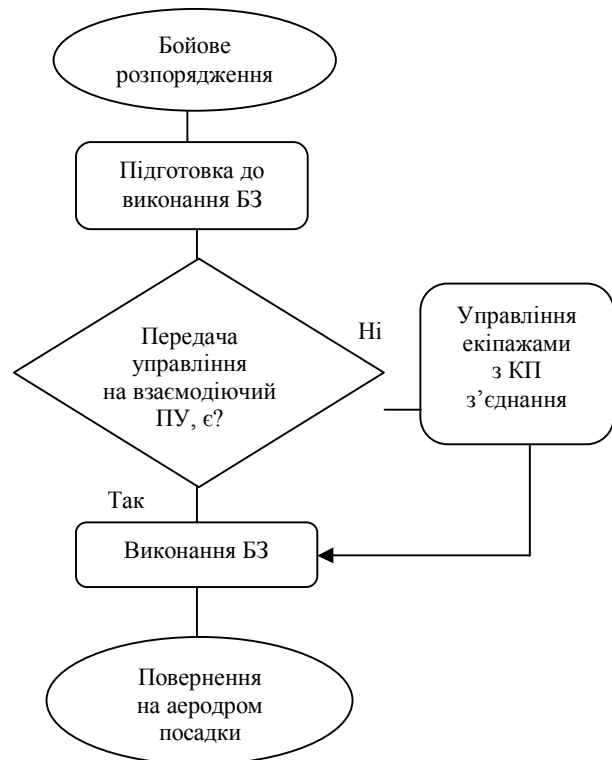 Бойове
розпорядження
Підготовка до
виконання БЗ
Передача
управління
на взаємодіючий
ПУ, є?
Ні
Управління
екіпажами
з КП
з’єднання
Так
Виконання БЗ
Повернення
на аеродром
посадки